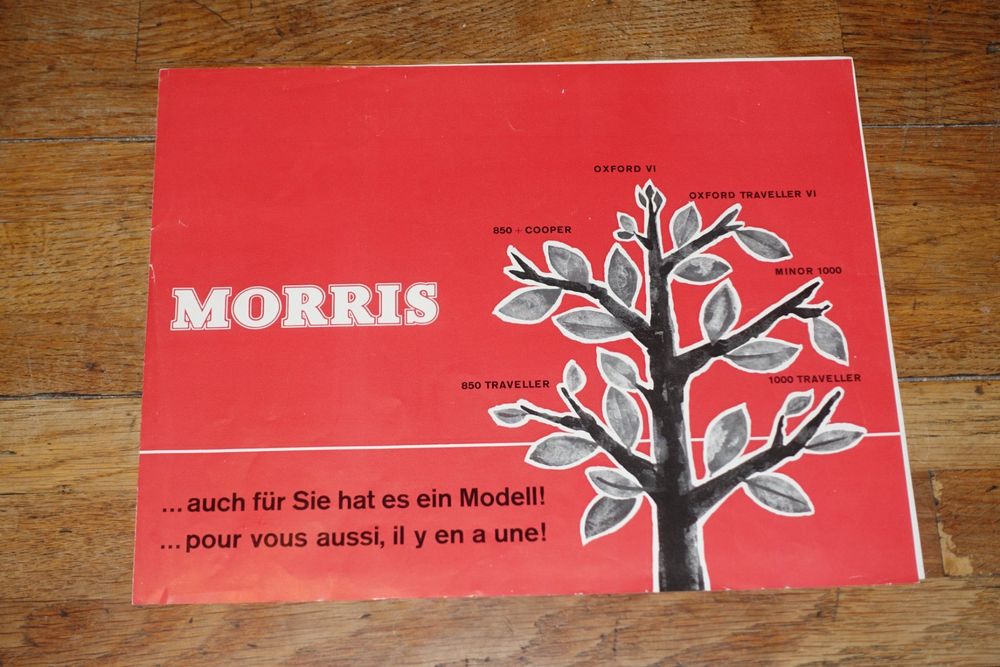 OXFORD VI
OXFORD TRAVELLER VI
850 + COOPER
MINOR 1000
MORRIS
850 TRAVELLER
1000 TRAVELLER
...auch für Sie hat es ein Modell!
...pour vous aussi, il y en a une!